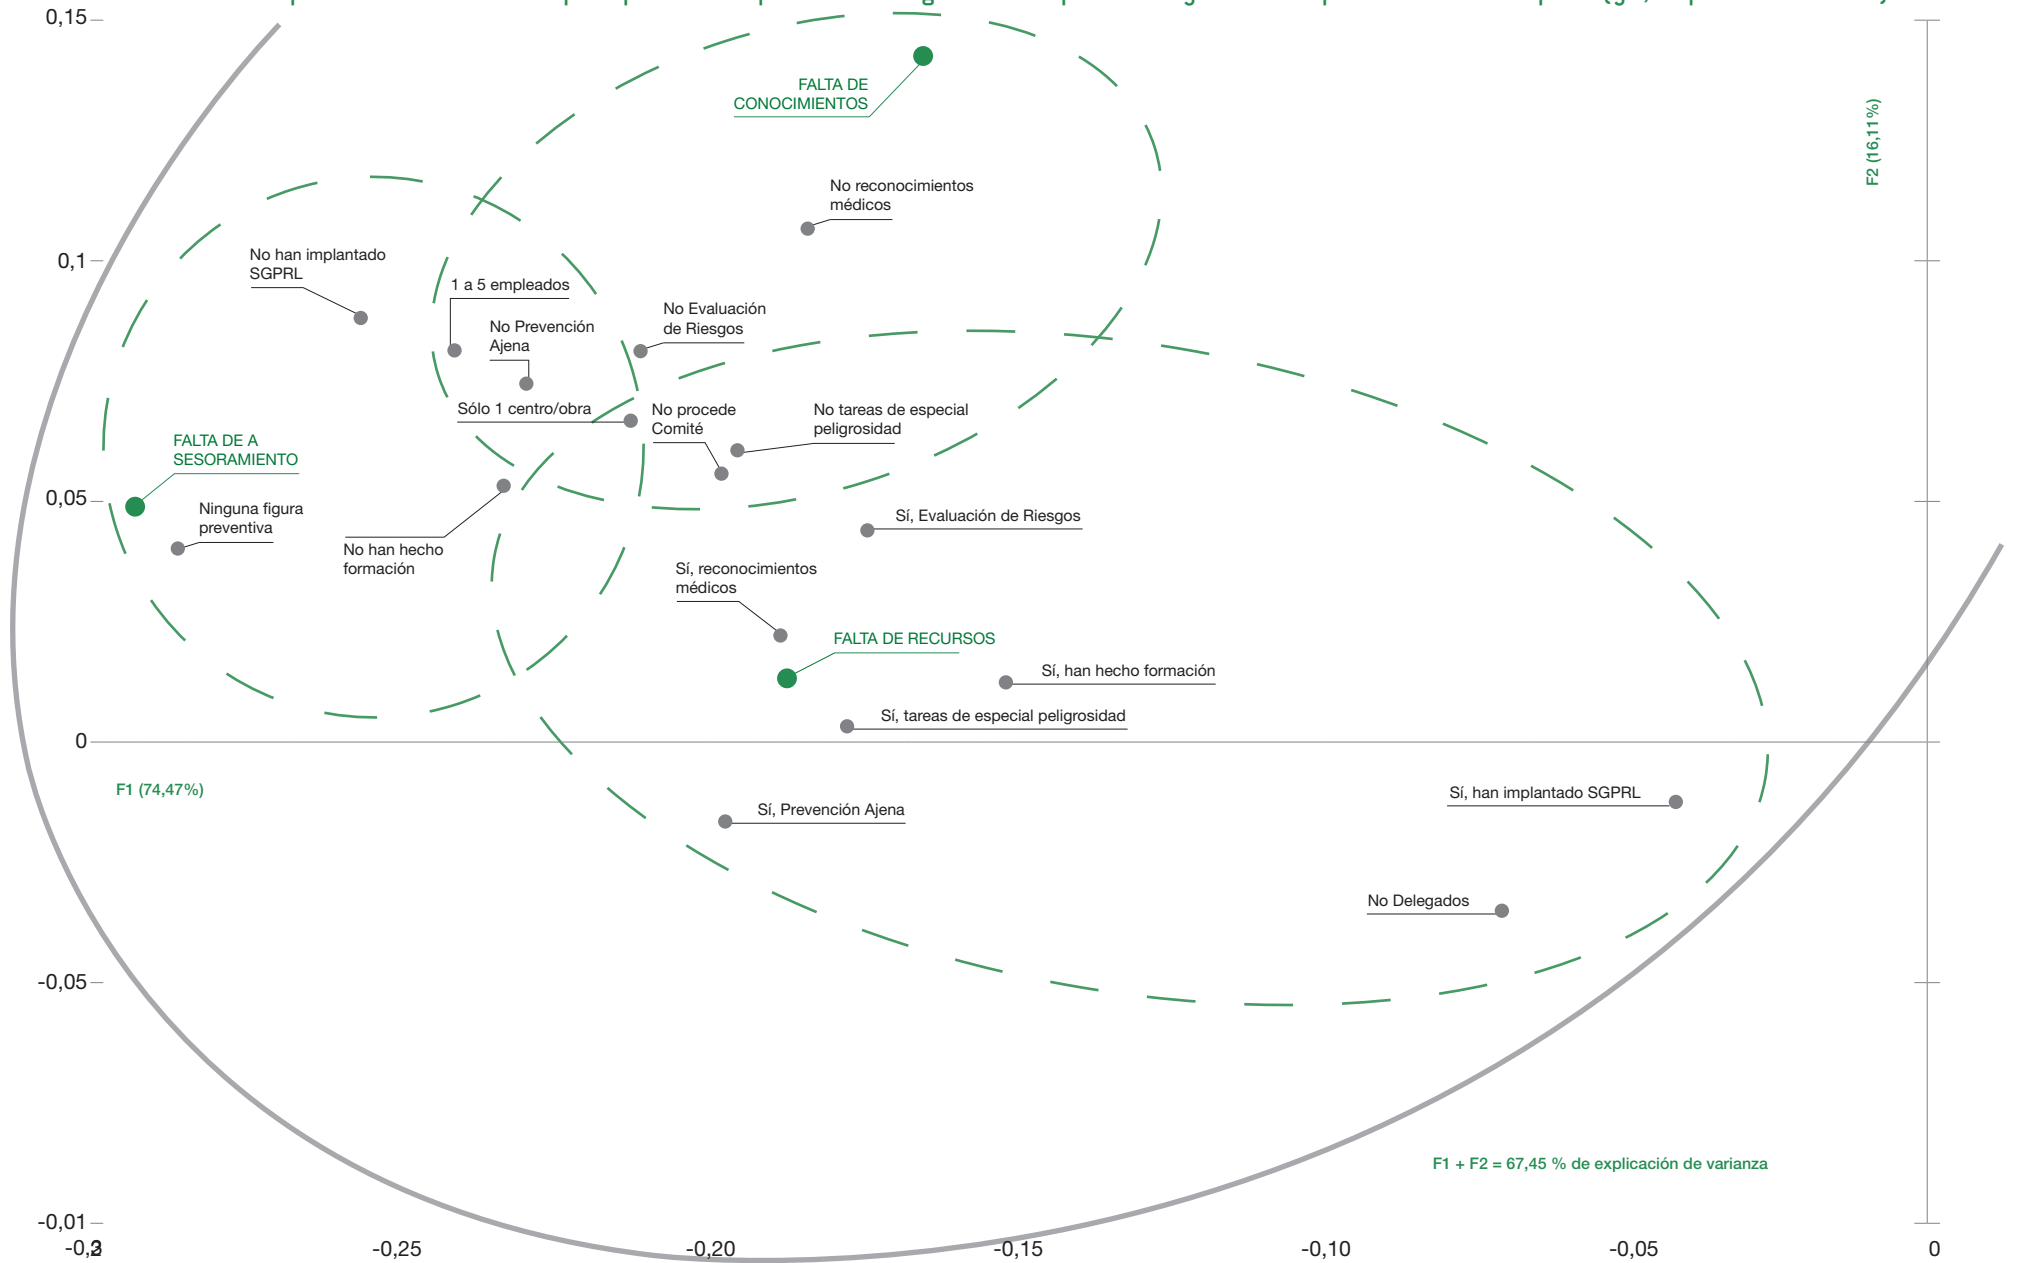 0,15
FALTA DE
CONOCIMIENTOS
F2 (16,11%)
No reconocimientos
médicos
0,1
No han implantado
SGPRL
1 a 5 empleados
No Evaluación
de Riesgos
No Prevención
Ajena
Sólo 1 centro/obra
No procede
Comité
No tareas de especial
peligrosidad
FALTA DE A
SESORAMIENTO
0,05
Ninguna figura
preventiva
Sí, Evaluación de Riesgos
No han hecho
formación
Sí, reconocimientos
médicos
FALTA DE RECURSOS
Sí, han hecho formación
Sí, tareas de especial peligrosidad
0
F1 (74,47%)
Sí, han implantado SGPRL
Sí, Prevención Ajena
No Delegados
-0,05
F1 + F2 = 67,45 % de explicación de varianza
-0,01
-0,25
-0,20
-0,15
-0,10
-0,05
0